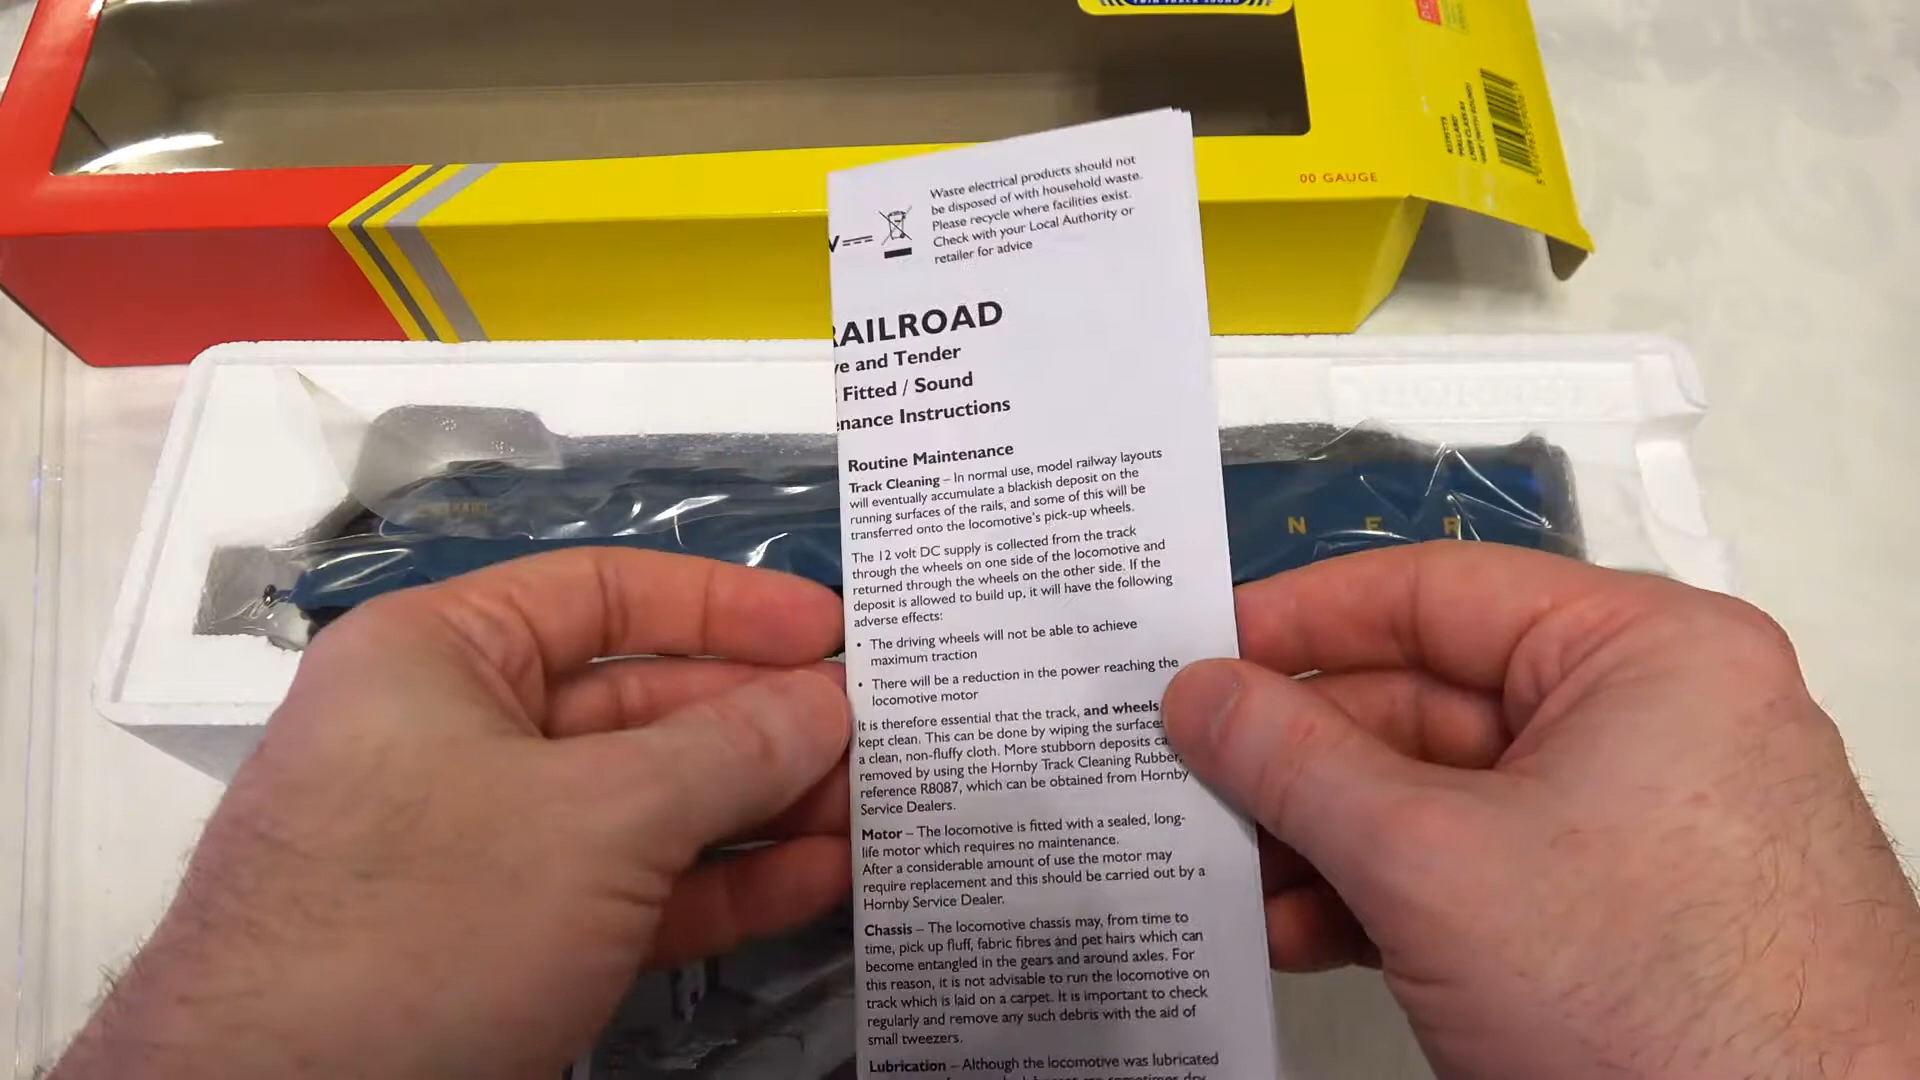 TWIN TRACK SOUND
00 GAUGE
MALLARD
Waste electrical products should not
be disposed of with household waste.
Please recycle where facilities exist.
Check with your Local Authority or
retailer for advice
V
RAILROAD
ve and Tender
Fitted / Sound
enance Instructions
Routine Maintenance
Track Cleaning – In normal use, model railway layouts
will eventually accumulate a blackish deposit on the
running surfaces of the rails, and some of this will be
transferred onto the locomotive's pick-up wheels.
The 12 volt DC supply is collected from the track
through the wheels on one side of the locomotive and
returned through the wheels on the other side. If the
deposit is allowed to build up, it will have the following
adverse effects:
• The driving wheels will not be able to achieve
maximum traction
• There will be a reduction in the power reaching the
locomotive motor
It is therefore essential that the track, and wheels
kept clean. This can be done by wiping the surface
a clean, non-fluffy cloth. More stubborn deposits ca
removed by using the Hornby Track Cleaning Rubber,
reference R8087, which can be obtained from Hornby
Service Dealers.
Motor – The locomotive is fitted with a sealed, long-
life motor which requires no maintenance.
After a considerable amount of use the motor may
require replacement and this should be carried out by a
Hornby Service Dealer.
Chassis – The locomotive chassis may, from time to
time, pick up fluff, fabric fibres and pet hairs which can
become entangled in the gears and around axles. For
this reason, it is not advisable to run the locomotive on
track which is laid on a carpet. It is important to check
regularly and remove any such debris with the aid of
small tweezers.
Lubrication – Although the locomotive was lubricated
sometimes dry
N E R